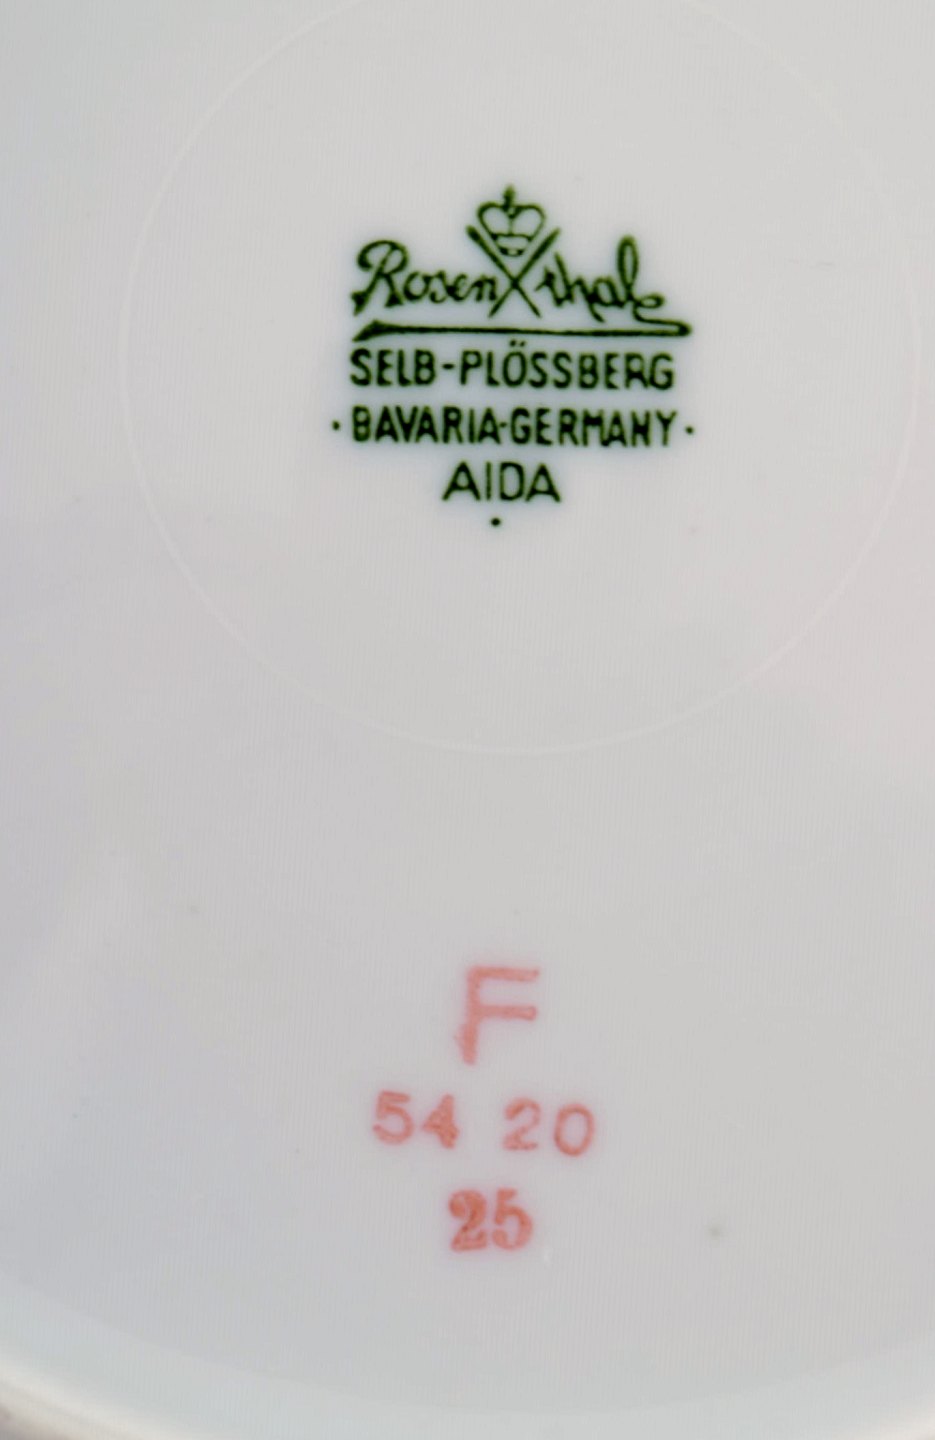 Rosenthal
SELB-PLÖSSBERG
·BAVARIA-GERMANY·
AIDA
F
54 20
25